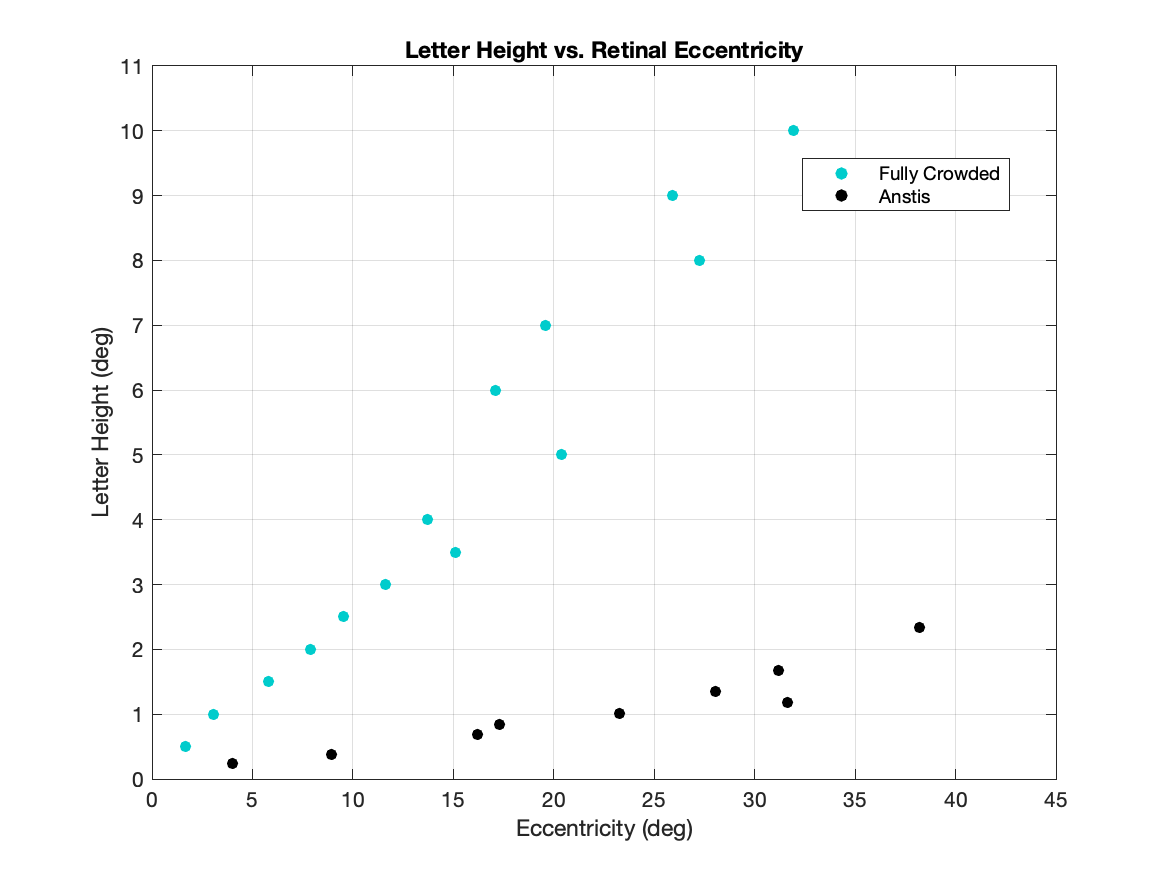 Letter Height vs. Retinal Eccentricity
11
10
9
8
7
6
5
4
3
2
1
0
Letter Height (deg)
Fully Crowded
Anstis
0 5 10 15 20 25 30 35 40 45
Eccentricity (deg)